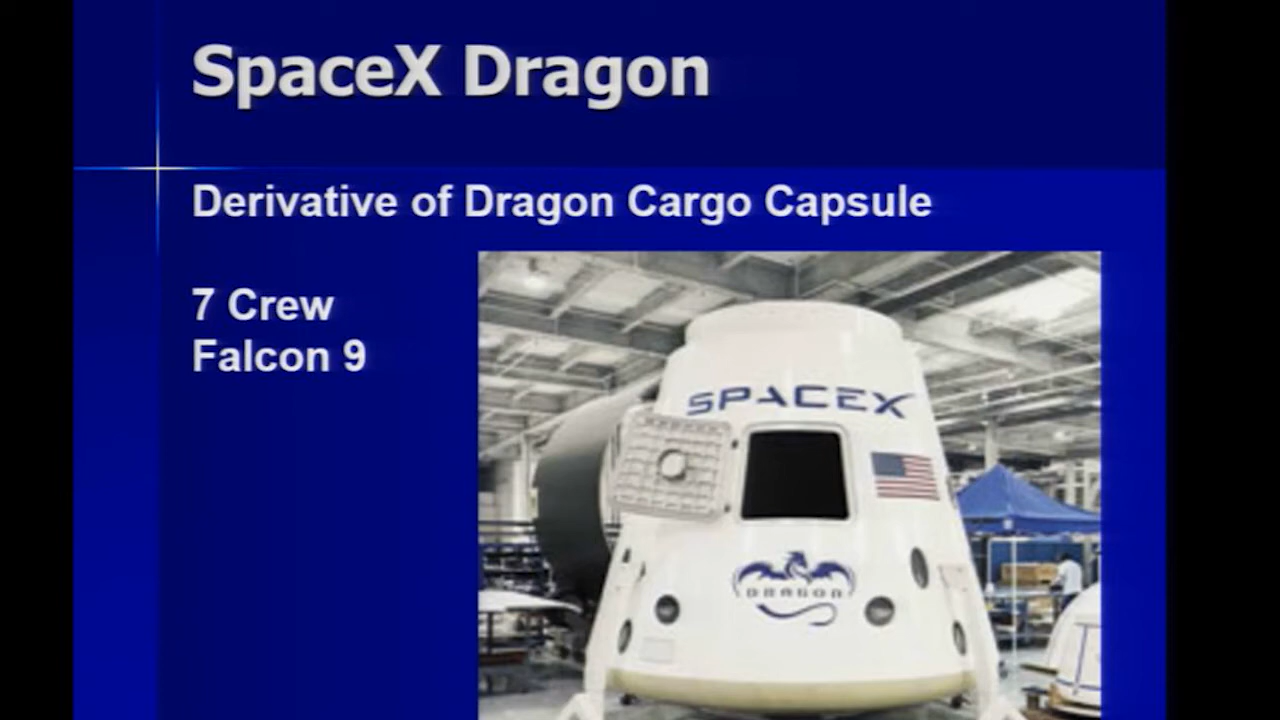 SpaceX Dragon
Derivative of Dragon Cargo Capsule
7 Crew
Falcon 9
SPACEX
DRAGON